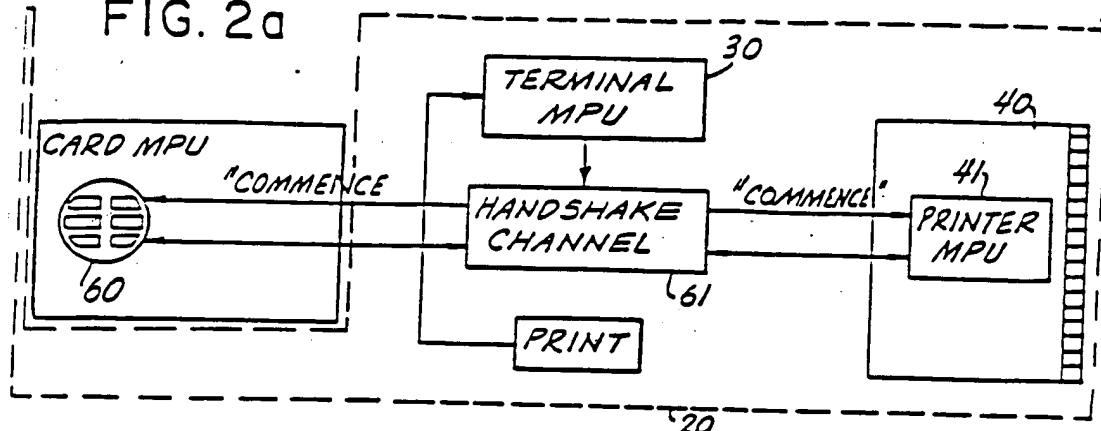 FIG. 2a
30
TERMINAL
MPU
40
CARD MPU
"COMMENCE
HANDSHAKE
CHANNEL
"COMMENCE"
41
PRINTER
MPU
60
61
PRINT
20